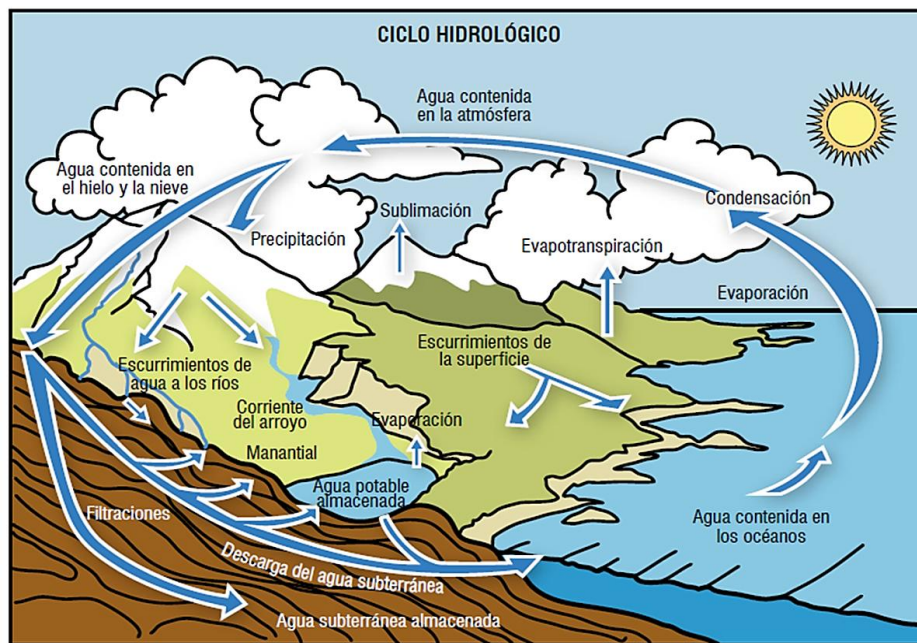 CICLO HIDROLÓGICO
Agua contenida
en la atmósfera
Agua contenida en
el hielo y la nieve
Condensación
Sublimación
Precipitación
Evapotranspiración
Evaporación
Escurrimientos de
agua a los ríos
Escurrimientos de
la superficie
Corriente
del arroyo
Evaporación
Manantial
Agua potable
almacenada
Filtraciones
Agua contenida en
los océanos
Descarga del agua subterránea
Agua subterránea almacenada